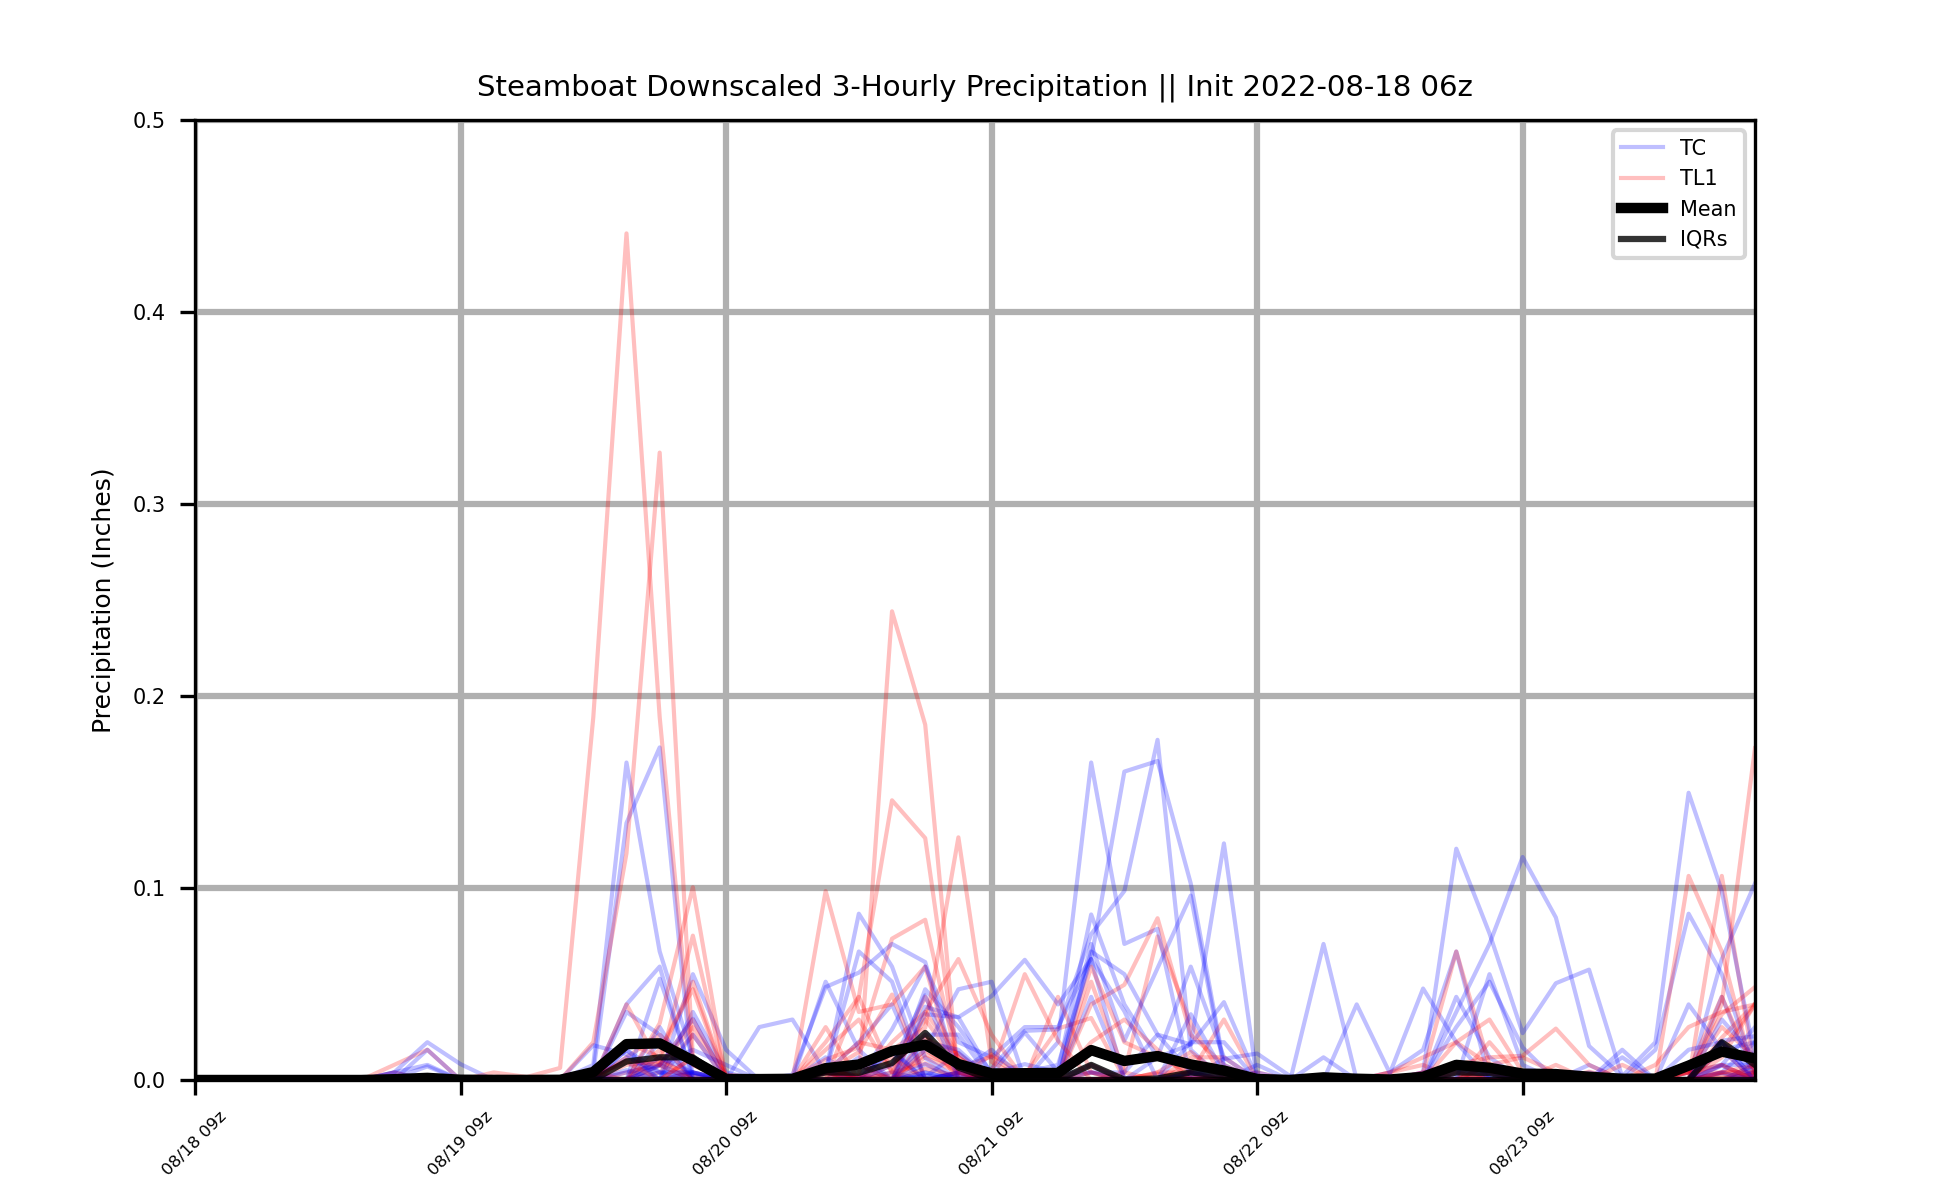 Steamboat Downscaled 3-Hourly Precipitation || Init 2022-08-18 06z
0.5
0.4
0.3
0.2
0.1
0.0
Precipitation (Inches)
TC
TL1
Mean
IQRs
08/18 09z
08/19 09z
08/20 09z
08/21 09z
08/22 09z
08/23 09z